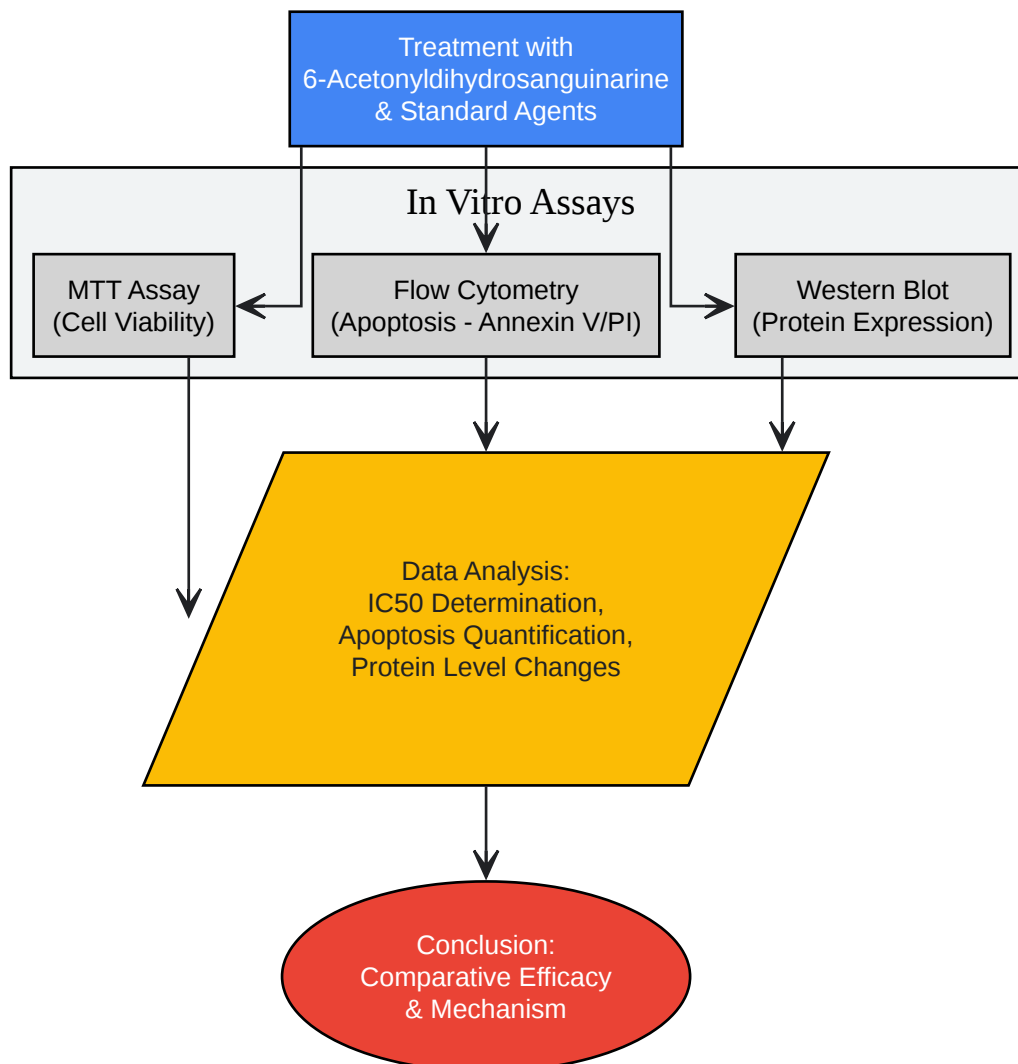 Treatment with
6-Acetonyldihydrosanguinarine
& Standard Agents
In Vitro Assays
MTT Assay
(Cell Viability)
Flow Cytometry
(Apoptosis - Annexin V/PI)
Western Blot
(Protein Expression)
Data Analysis:
IC50 Determination,
Apoptosis Quantification,
Protein Level Changes
Conclusion:
Comparative Efficacy
& Mechanism